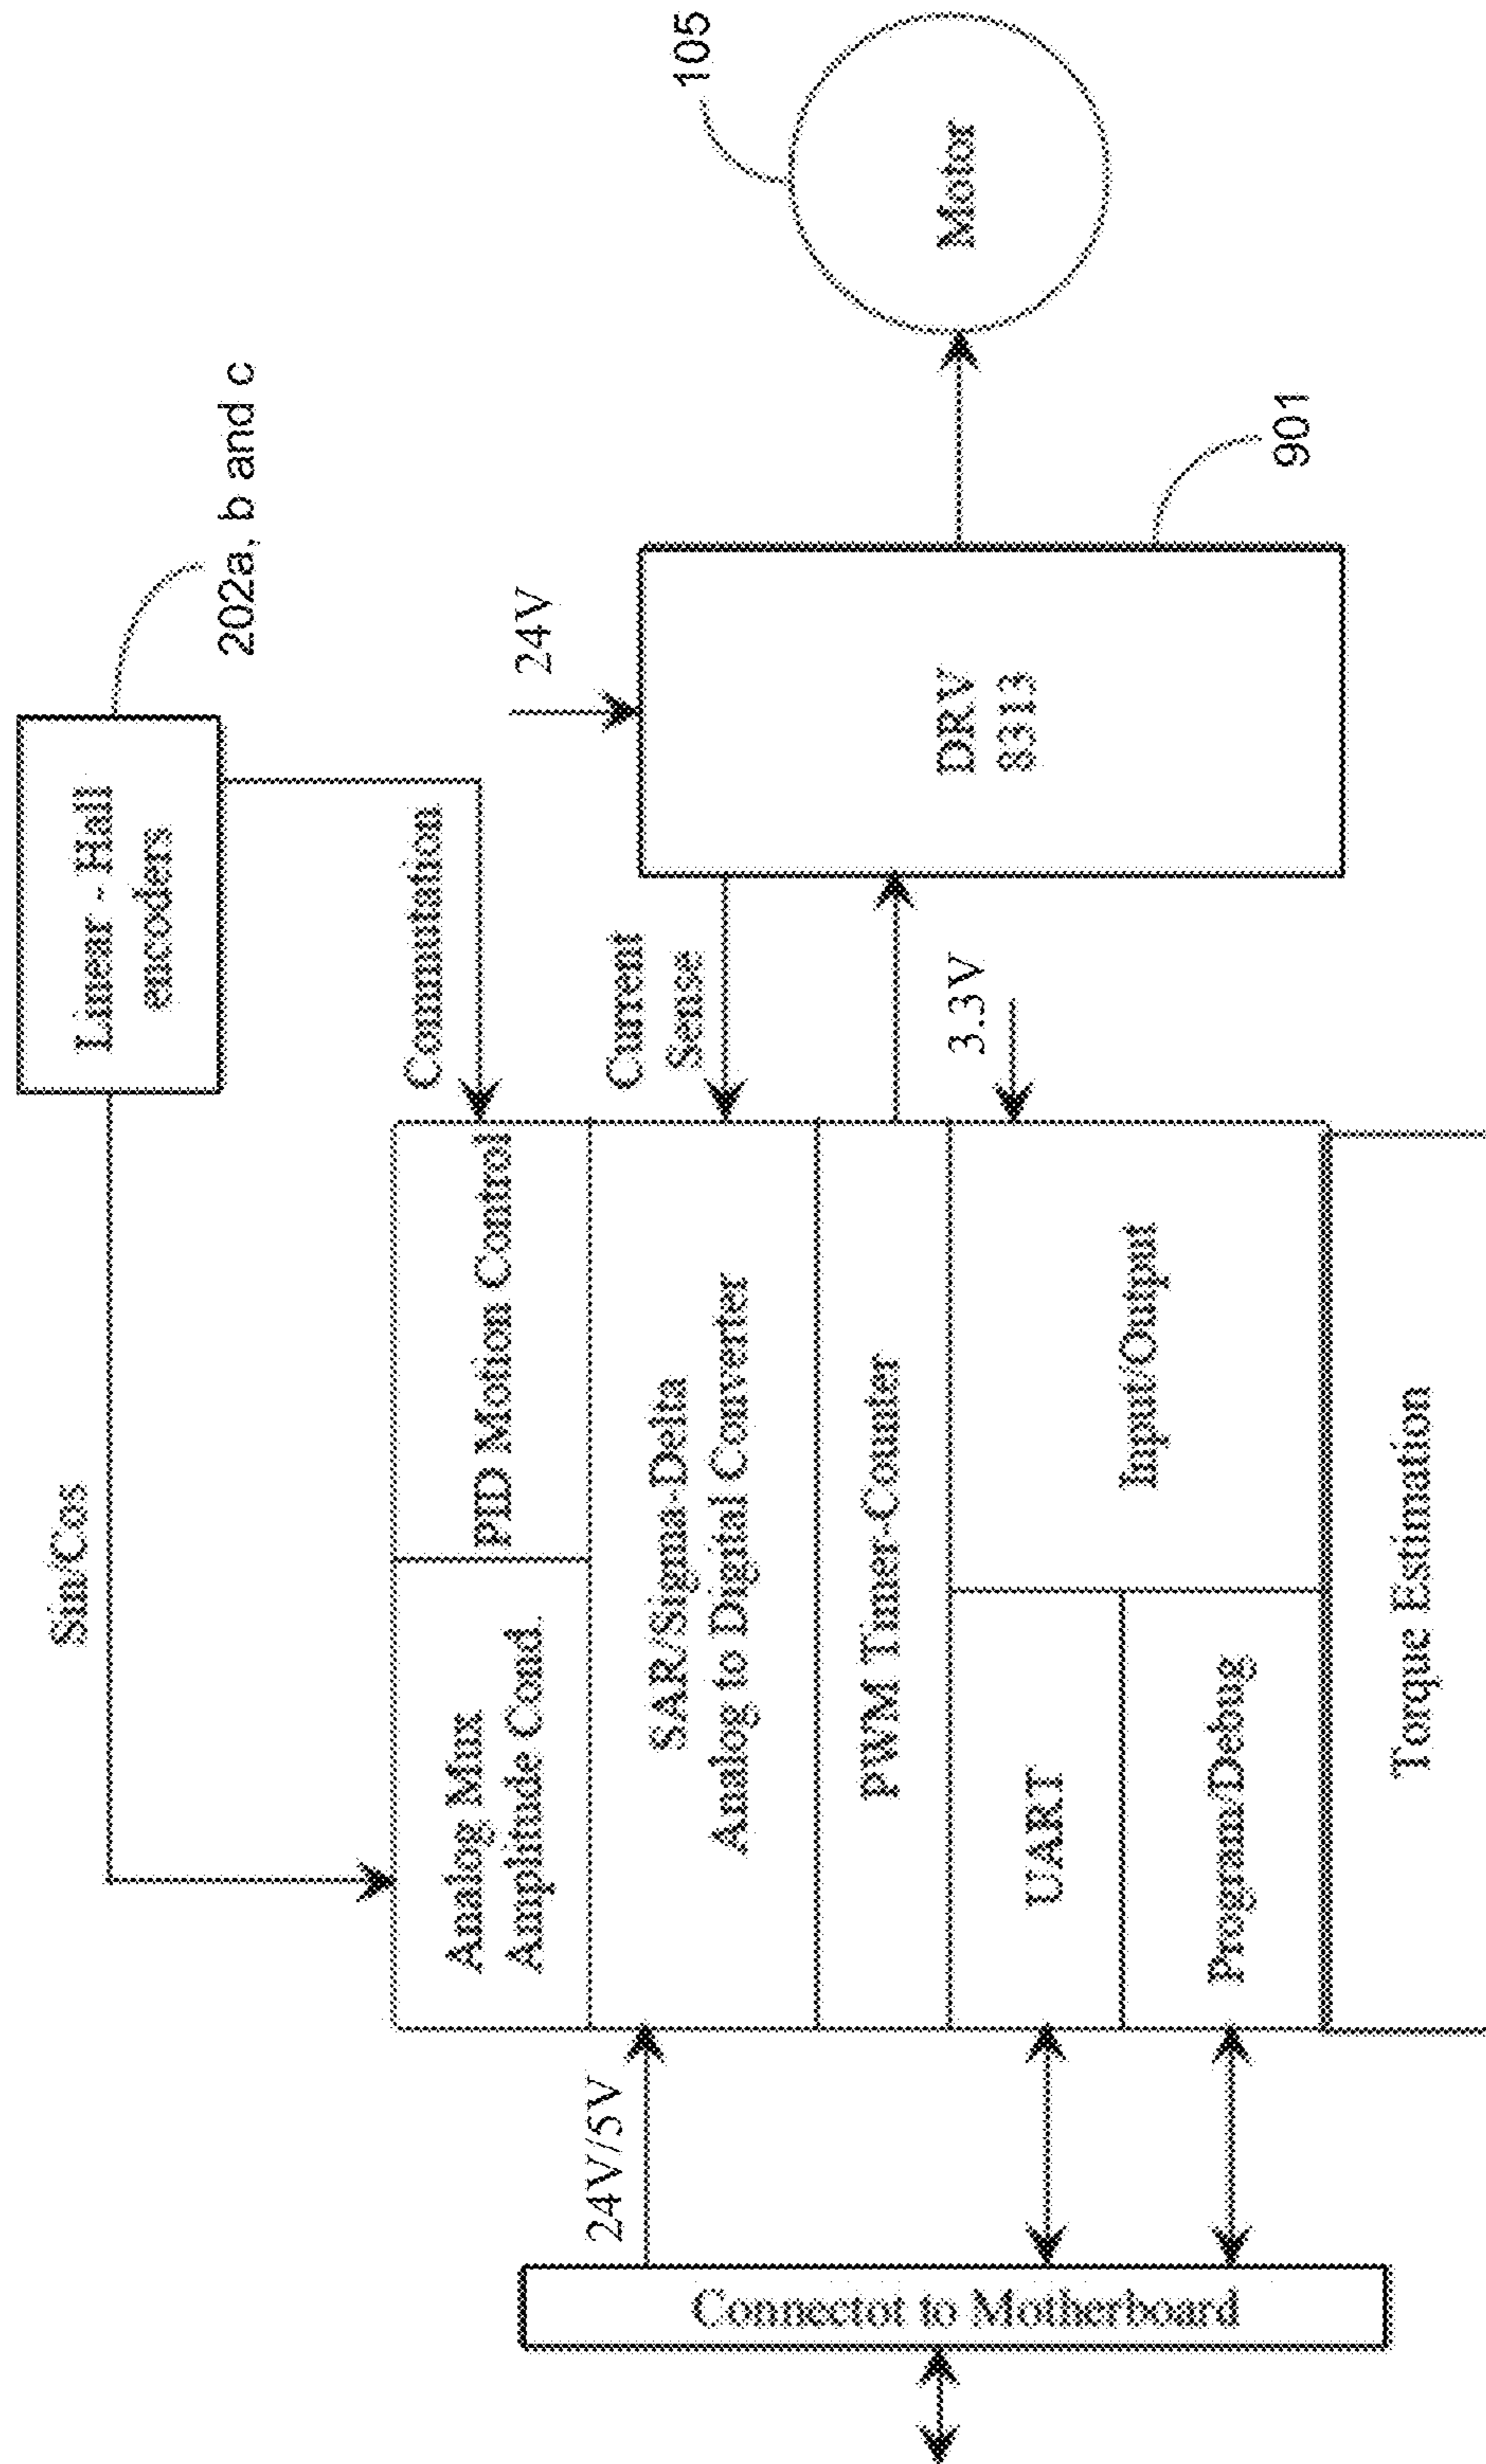 Linear - Hall
encoders
202a, b and c
Sin/Cos
Commutation
24V
105
Motor
Analog Mux
Amplitude Cond.
PID Motion Control
Current
Sense
24V/5V
SAR/Sigma-Delta
Analog to Digital Converter
DRV
8313
PWM Timer-Counter
3.3V
901
UART
Input/Output
Program/Debug
Connectot to Motherboard
Torque Estimation